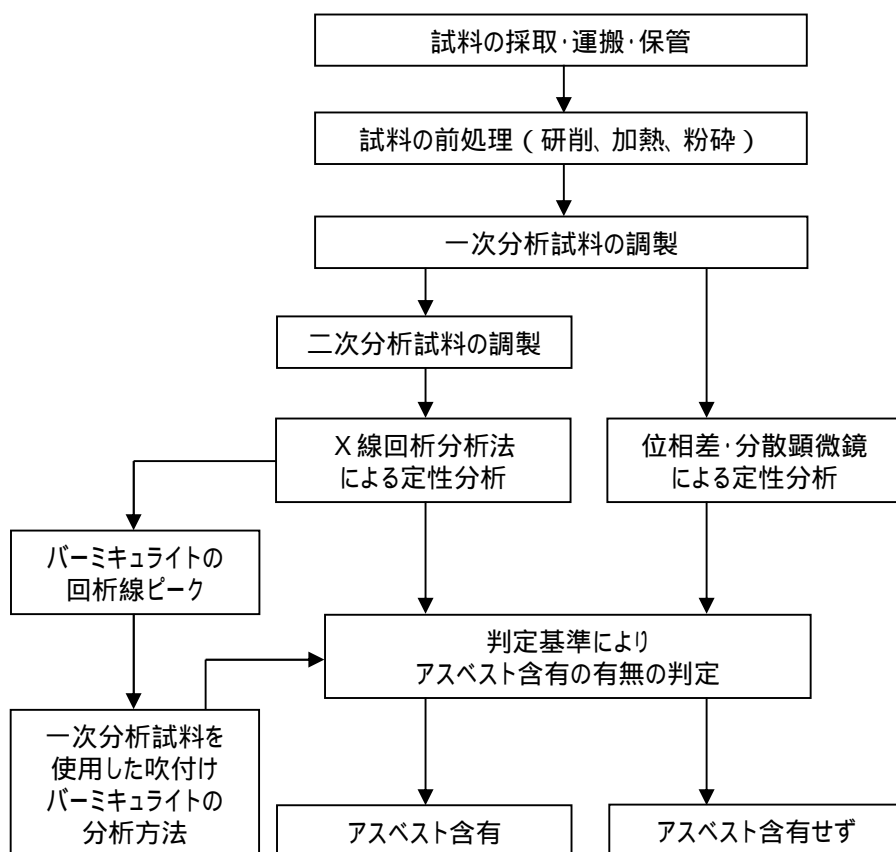 試料の採取・運搬・保管
試料の前処理（研削、加熱、粉砕）
一次分析試料の調製
二次分析試料の調製
X線回析分析法
による定性分析
位相差・分散顕微鏡
による定性分析
バーミキュライトの
回析線ピーク
判定基準により
アスベスト含有の有無の判定
一次分析試料を
使用した吹付け
バーミキュライトの
分析方法
アスベスト含有
アスベスト含有せず